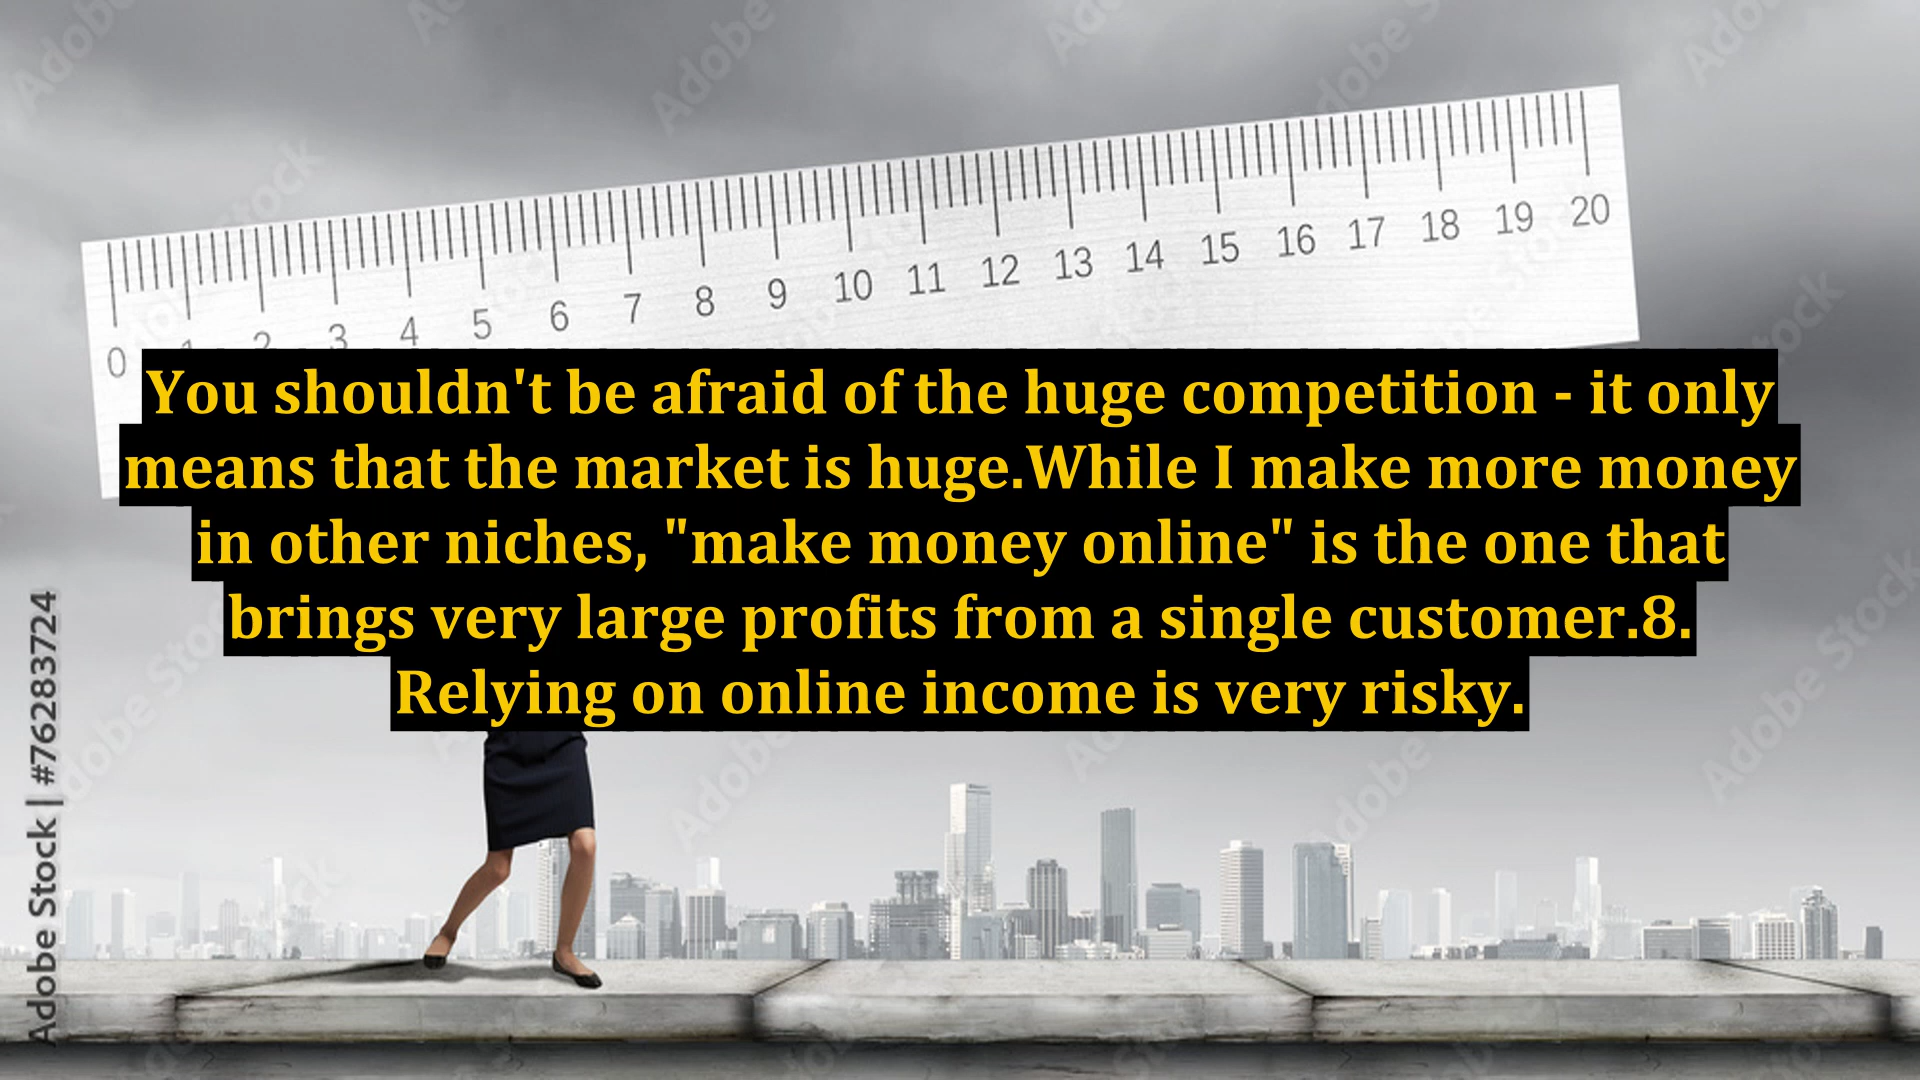 0 1 2 3 4 5 6 7 8 9 10 11 12 13 14 15 16 17 18 19 20
You shouldn't be afraid of the huge competition - it only
means that the market is huge.While I make more money
in other niches, "make money online" is the one that
brings very large profits from a single customer.8.
Relying on online income is very risky.
Adobe Stock | #76283724